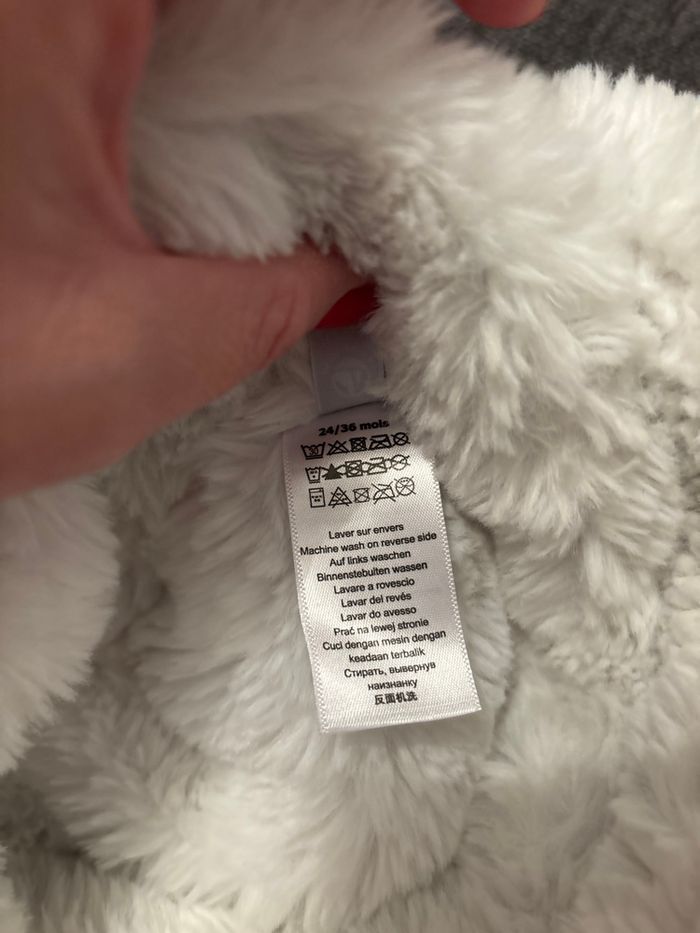 24/36 mois
Laver sur envers
Machine wash on reverse side
Auf links waschen
Binnenstebuiten wassen
Lavare a rovescio
Lavar del revés
Lavar do avesso
Prać na lewej stronie
Cuci dengan mesin dengan
keadaan terbalik
Стирать, вывернув
наизнанку
反面机洗